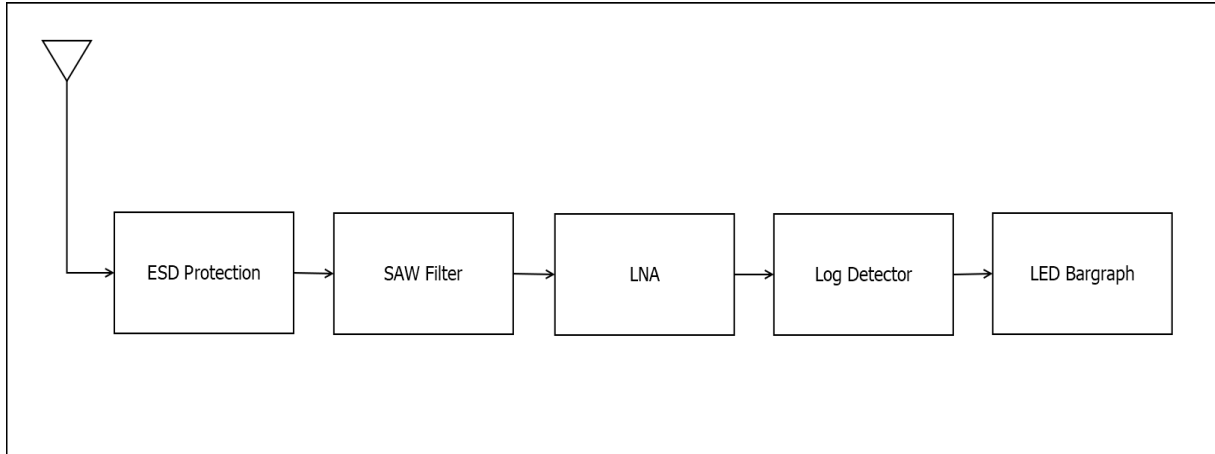 ESD Protection
SAW Filter
LNA
Log Detector
LED Bargraph